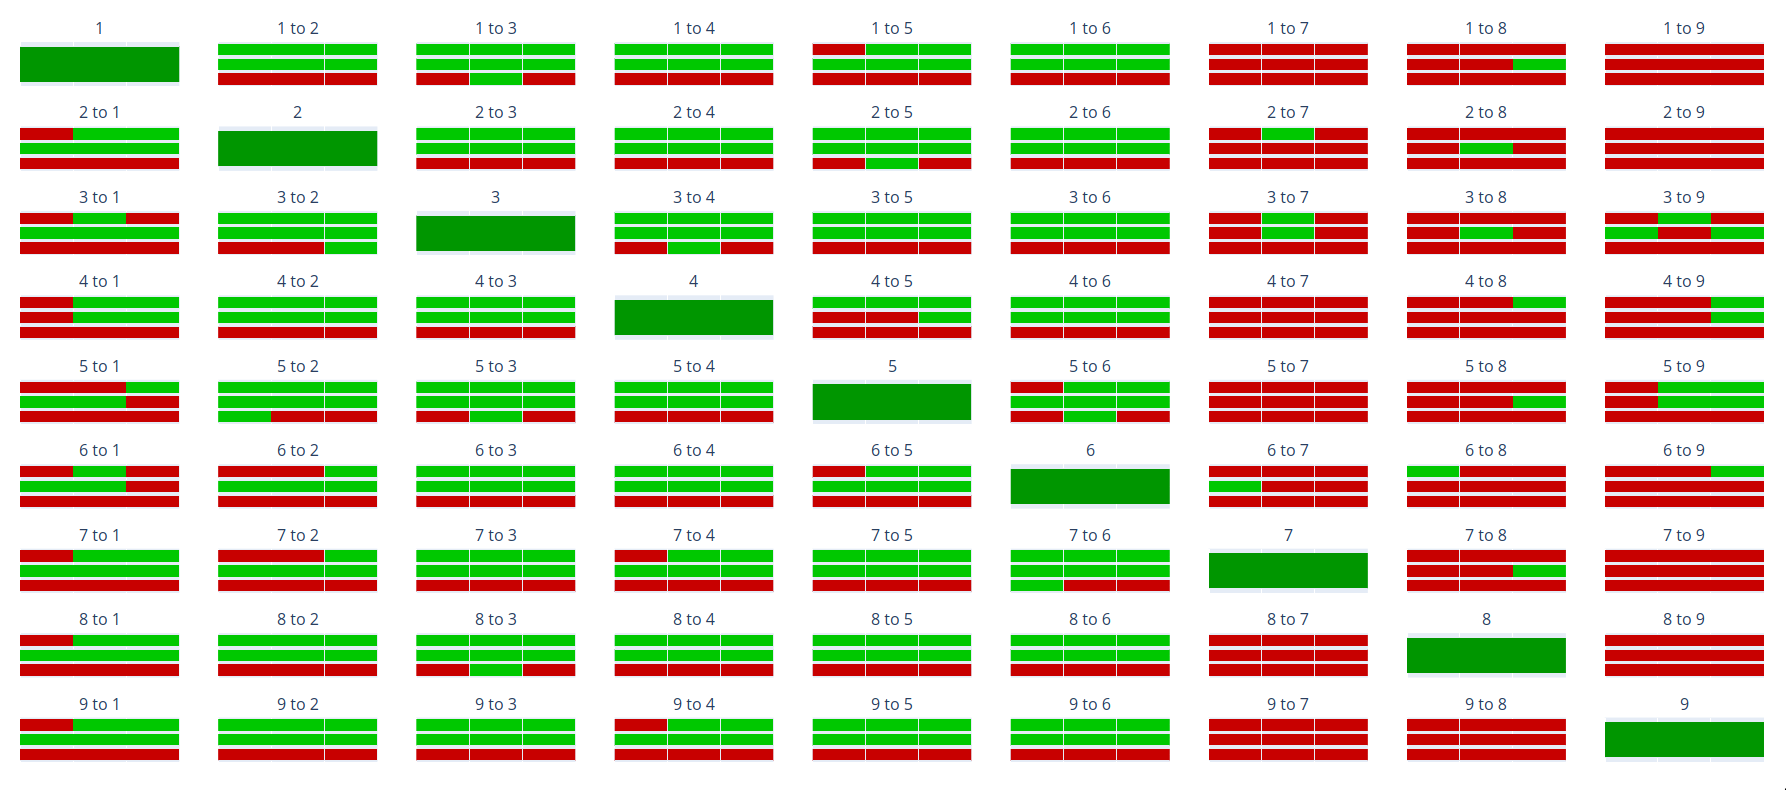 1 1 to 2 1 to 3 1 to 4 1 to 5 1 to 6 1 to 7 1 to 8 1 to 9
2 to 1 2 2 to 3 2 to 4 2 to 5 2 to 6 2 to 7 2 to 8 2 to 9
3 to 1 3 to 2 3 3 to 4 3 to 5 3 to 6 3 to 7 3 to 8 3 to 9
4 to 1 4 to 2 4 to 3 4 4 to 5 4 to 6 4 to 7 4 to 8 4 to 9
5 to 1 5 to 2 5 to 3 5 to 4 5 5 to 6 5 to 7 5 to 8 5 to 9
6 to 1 6 to 2 6 to 3 6 to 4 6 to 5 6 6 to 7 6 to 8 6 to 9
7 to 1 7 to 2 7 to 3 7 to 4 7 to 5 7 to 6 7 7 to 8 7 to 9
8 to 1 8 to 2 8 to 3 8 to 4 8 to 5 8 to 6 8 to 7 8 8 to 9
9 to 1 9 to 2 9 to 3 9 to 4 9 to 5 9 to 6 9 to 7 9 to 8 9